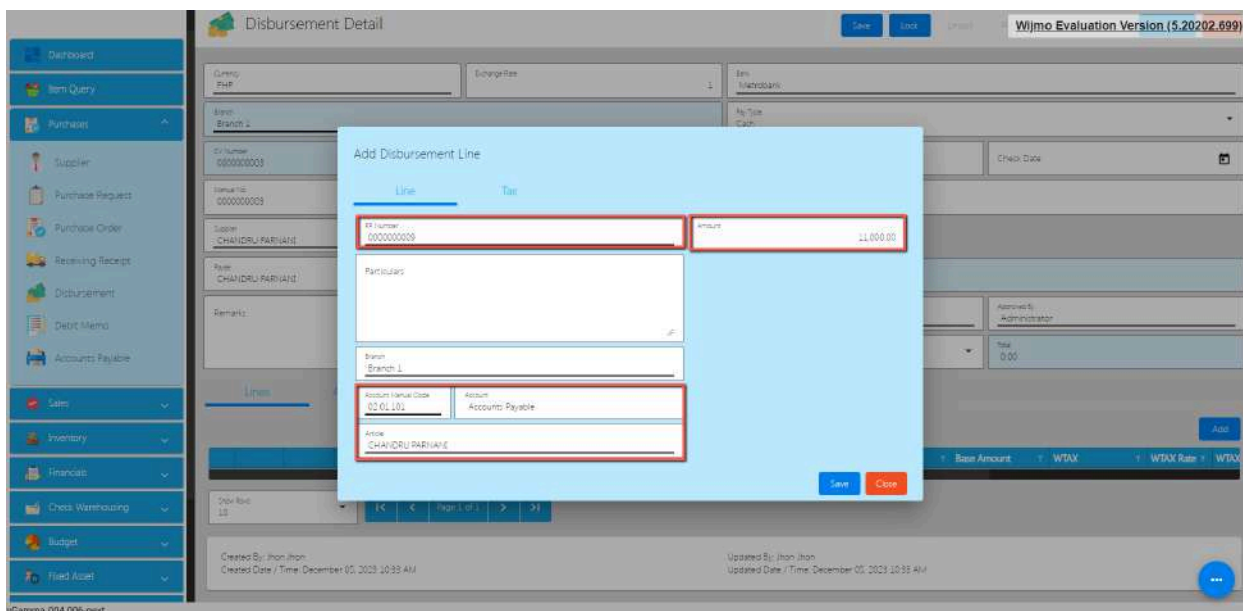 Disbursement Detail
Save
Lock
Wijmo Evaluation Version (5.20202.699)
Dashboard
Item Query
Purchases
Supplier
Purchase Request
Purchase Order
Receiving Receipt
Disbursement
Debit Memo
Accounts Payable
Sales
Inventory
Financials
Check Warehousing
Budget
Fixed Asset
Currency
PHP
Exchange Rate
1
Bank
Metrobank
Branch
Branch 1
Pay Type
Cash
CV Number
0000000003
Check Date
Manual No.
0000000003
Supplier
CHANDRU PARNANI
Payee
CHANDRU PARNANI
Remarks
Approved By
Administrator
Total
0.00
Lines
Add
Base Amount
WTAX
WTAX Rate
WTAX
Add Disbursement Line
Line
Tax
RR Number
0000000009
Amount
11,000.00
Particulars
Branch
Branch 1
Account Manual Code
02.01.101
Account
Accounts Payable
Article
CHANDRU PARNANI
Save
Close
Show Rows
10
Page 1 of 1
Created By: Jhon Jhon
Created Date / Time: December 05, 2023 10:33 AM
Updated By: Jhon Jhon
Updated Date / Time: December 05, 2023 10:33 AM